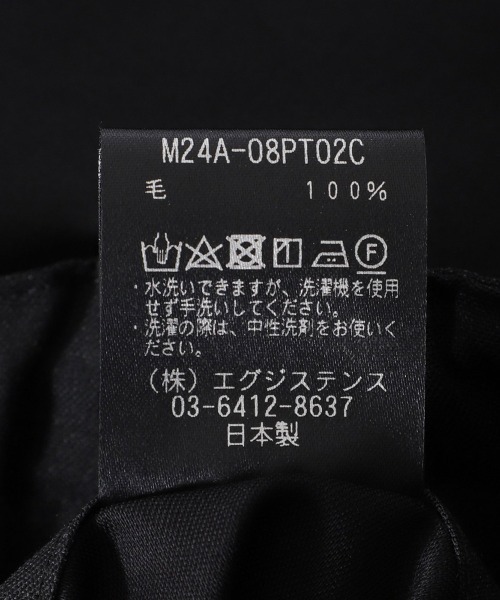 M24A-08PT02C
毛 100%
F
・水洗いできますが、洗濯機を使用
せず手洗いしてください。
・洗濯の際は、中性洗剤をお使いく
ださい。
(株)エグジステンス
03-6412-8637
日本製